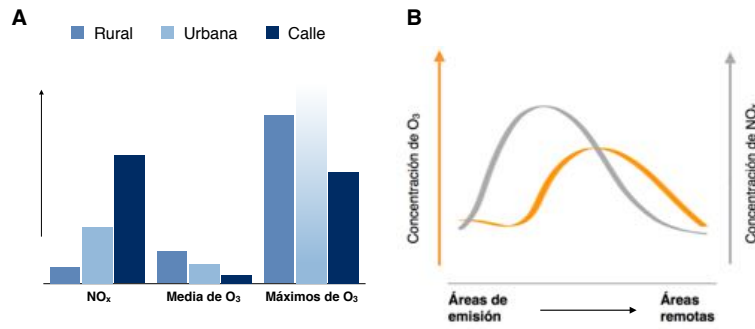 A
Rural Urbana Calle
NOx Media de O3 Máximos de O3
B
Concentración de O3
Concentración de NOx
Áreas de emisión
Áreas remotas